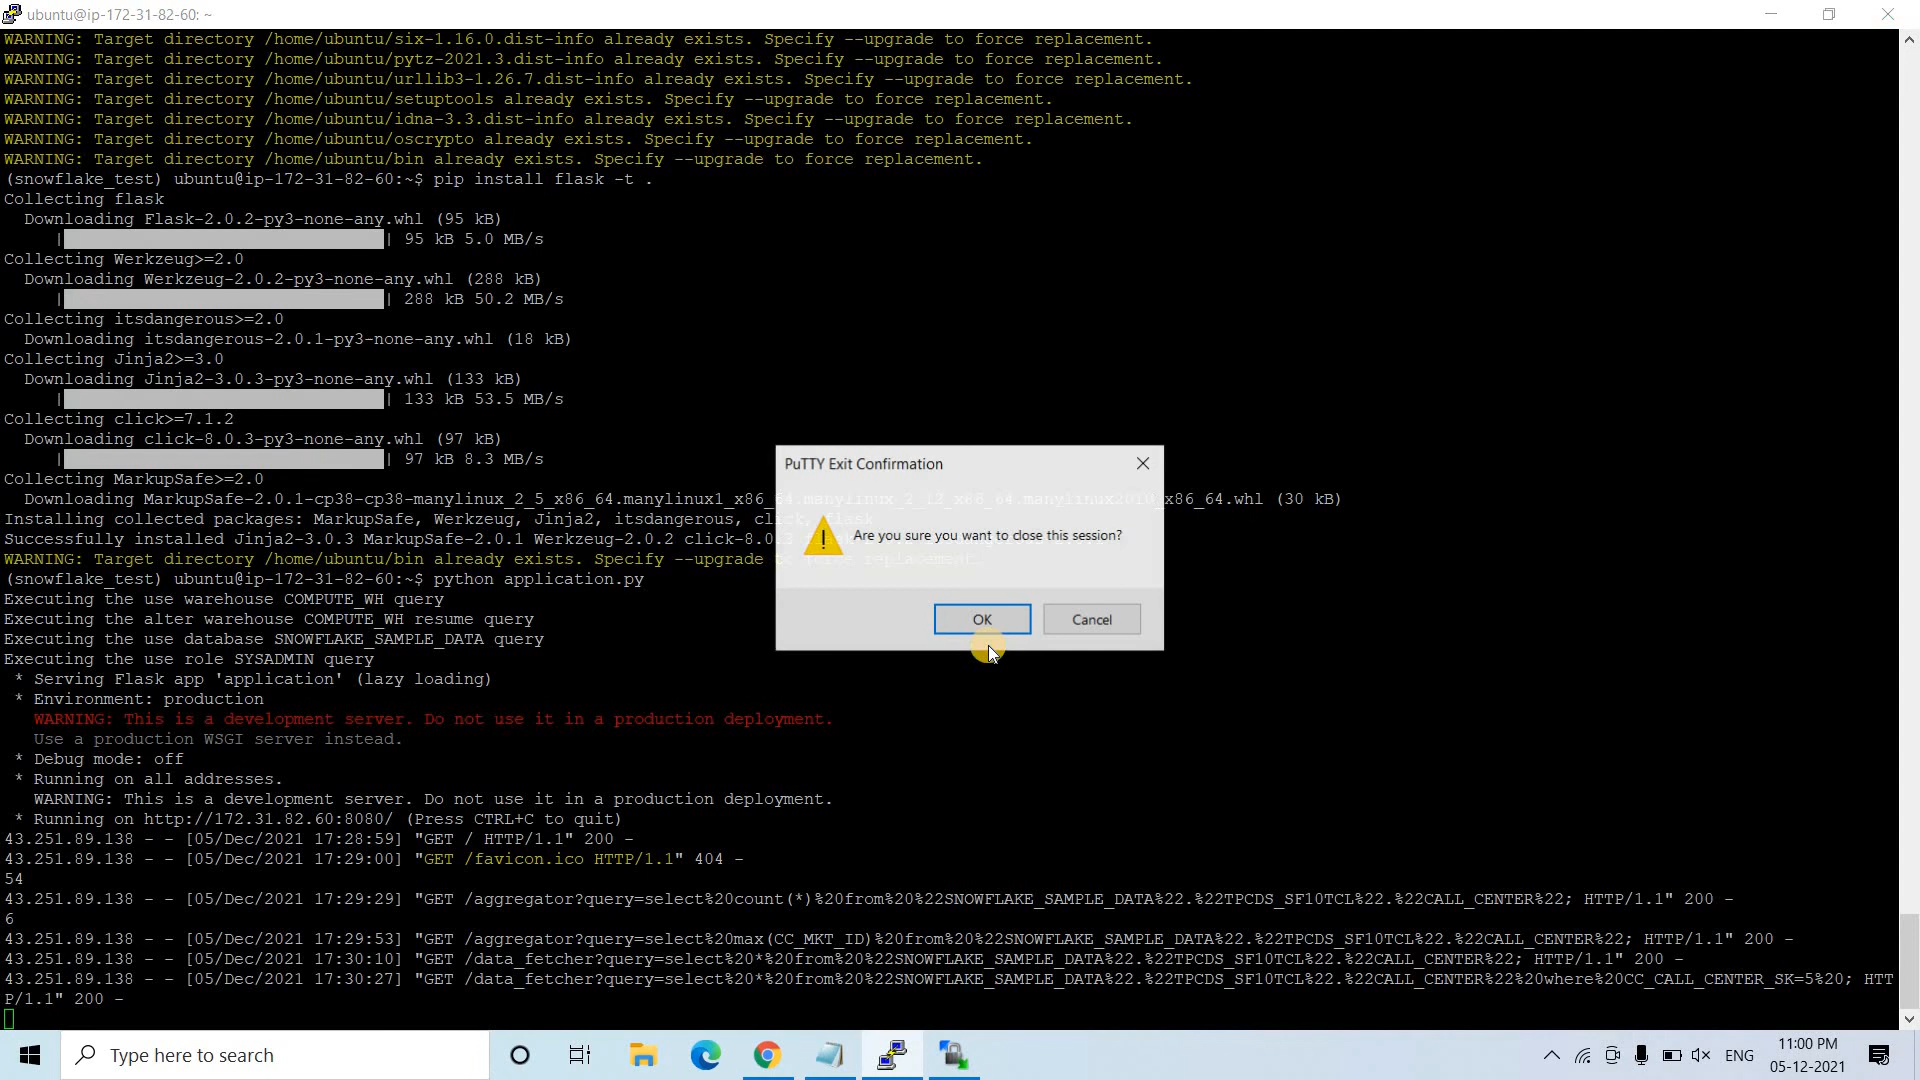 ubuntu@ip-172-31-82-60: ~
WARNING: Target directory /home/ubuntu/six-1.16.0.dist-info already exists. Specify --upgrade to force replacement.
WARNING: Target directory /home/ubuntu/pytz-2021.3.dist-info already exists. Specify --upgrade to force replacement.
WARNING: Target directory /home/ubuntu/urllib3-1.26.7.dist-info already exists. Specify --upgrade to force replacement.
WARNING: Target directory /home/ubuntu/setuptools already exists. Specify --upgrade to force replacement.
WARNING: Target directory /home/ubuntu/idna-3.3.dist-info already exists. Specify --upgrade to force replacement.
WARNING: Target directory /home/ubuntu/oscrypto already exists. Specify --upgrade to force replacement.
WARNING: Target directory /home/ubuntu/bin already exists. Specify --upgrade to force replacement.
(snowflake_test) ubuntu@ip-172-31-82-60:~$ pip install flask -t .
Collecting flask
Downloading Flask-2.0.2-py3-none-any.whl (95 kB)
| | 95 kB 5.0 MB/s
Collecting Werkzeug>=2.0
Downloading Werkzeug-2.0.2-py3-none-any.whl (288 kB)
| | 288 kB 50.2 MB/s
Collecting itsdangerous>=2.0
Downloading itsdangerous-2.0.1-py3-none-any.whl (18 kB)
Collecting Jinja2>=3.0
Downloading Jinja2-3.0.3-py3-none-any.whl (133 kB)
| | 133 kB 53.5 MB/s
Collecting click>=7.1.2
Downloading click-8.0.3-py3-none-any.whl (97 kB)
| | 97 kB 8.3 MB/s
Collecting MarkupSafe>=2.0
Downloading MarkupSafe-2.0.1-cp38-cp38-manylinux_2_5_x86_64.manylinux1_x86_64.manylinux_2_12_x86_64.manylinux2010_x86_64.whl (30 kB)
Installing collected packages: MarkupSafe, Werkzeug, Jinja2, itsdangerous, click, flask
Successfully installed Jinja2-3.0.3 MarkupSafe-2.0.1 Werkzeug-2.0.2 click-8.0.3
WARNING: Target directory /home/ubuntu/bin already exists. Specify --upgrade to force replacement.
(snowflake_test) ubuntu@ip-172-31-82-60:~$ python application.py
Executing the use warehouse COMPUTE_WH query
Executing the alter warehouse COMPUTE_WH resume query
Executing the use database SNOWFLAKE_SAMPLE_DATA query
Executing the use role SYSADMIN query
* Serving Flask app 'application' (lazy loading)
* Environment: production
WARNING: This is a development server. Do not use it in a production deployment.
Use a production WSGI server instead.
* Debug mode: off
* Running on all addresses.
WARNING: This is a development server. Do not use it in a production deployment.
* Running on http://172.31.82.60:8080/ (Press CTRL+C to quit)
43.251.89.138 - - [05/Dec/2021 17:28:59] "GET / HTTP/1.1" 200 -
43.251.89.138 - - [05/Dec/2021 17:29:00] "GET /favicon.ico HTTP/1.1" 404 -
54
43.251.89.138 - - [05/Dec/2021 17:29:29] "GET /aggregator?query=select%20count(*)%20from%20%22SNOWFLAKE_SAMPLE_DATA%22.%22TPCDS_SF10TCL%22.%22CALL_CENTER%22; HTTP/1.1" 200 -
6
43.251.89.138 - - [05/Dec/2021 17:29:53] "GET /aggregator?query=select%20max(CC_MKT_ID)%20from%20%22SNOWFLAKE_SAMPLE_DATA%22.%22TPCDS_SF10TCL%22.%22CALL_CENTER%22; HTTP/1.1" 200 -
43.251.89.138 - - [05/Dec/2021 17:30:10] "GET /data_fetcher?query=select%20*%20from%20%22SNOWFLAKE_SAMPLE_DATA%22.%22TPCDS_SF10TCL%22.%22CALL_CENTER%22; HTTP/1.1" 200 -
43.251.89.138 - - [05/Dec/2021 17:30:27] "GET /data_fetcher?query=select%20*%20from%20%22SNOWFLAKE_SAMPLE_DATA%22.%22TPCDS_SF10TCL%22.%22CALL_CENTER%22%20where%20CC_CALL_CENTER_SK=5%20; HTT
P/1.1" 200 -
PuTTY Exit Confirmation
Are you sure you want to close this session?
OK
Cancel
Type here to search
ENG
11:00 PM
05-12-2021